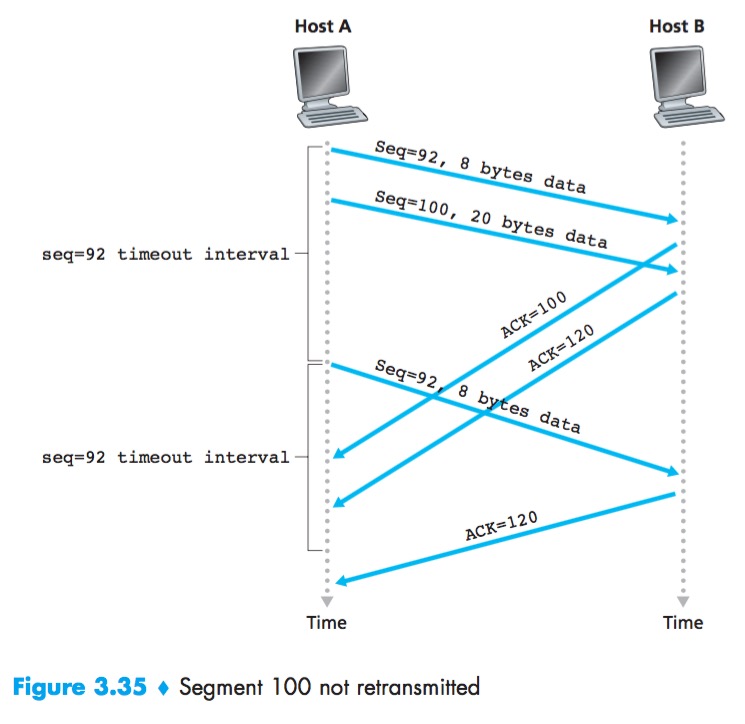 Host A
Host B
Seq=92, 8 bytes data
Seq=100, 20 bytes data
seq=92 timeout interval
ACK=100
ACK=120
Seq=92, 8 bytes data
seq=92 timeout interval
ACK=120
Time
Time
Figure 3.35 ♦ Segment 100 not retransmitted